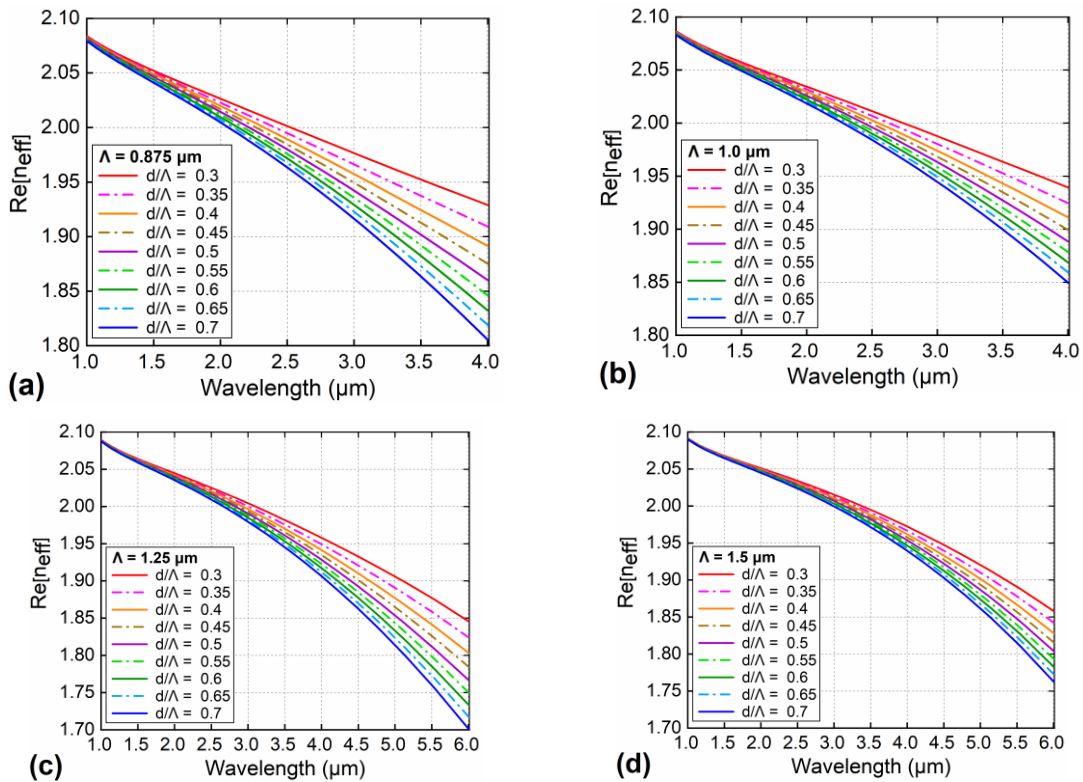 2.10
2.05
2.00
1.95
1.90
1.85
1.80
Re[neff]
Λ = 0.875 µm
d/Λ = 0.3
d/Λ = 0.35
d/Λ = 0.4
d/Λ = 0.45
d/Λ = 0.5
d/Λ = 0.55
d/Λ = 0.6
d/Λ = 0.65
d/Λ = 0.7
1.0 1.5 2.0 2.5 3.0 3.5 4.0
Wavelength (µm)
(a)
2.10
2.05
2.00
1.95
1.90
1.85
1.80
Re[neff]
Λ = 1.0 µm
d/Λ = 0.3
d/Λ = 0.35
d/Λ = 0.4
d/Λ = 0.45
d/Λ = 0.5
d/Λ = 0.55
d/Λ = 0.6
d/Λ = 0.65
d/Λ = 0.7
1.0 1.5 2.0 2.5 3.0 3.5 4.0
Wavelength (µm)
(b)
2.10
2.05
2.00
1.95
1.90
1.85
1.80
1.75
1.70
Re[neff]
Λ = 1.25 µm
d/Λ = 0.3
d/Λ = 0.35
d/Λ = 0.4
d/Λ = 0.45
d/Λ = 0.5
d/Λ = 0.55
d/Λ = 0.6
d/Λ = 0.65
d/Λ = 0.7
1.0 1.5 2.0 2.5 3.0 3.5 4.0 4.5 5.0 5.5 6.0
Wavelength (µm)
(c)
2.10
2.05
2.00
1.95
1.90
1.85
1.80
1.75
1.70
Re[neff]
Λ = 1.5 µm
d/Λ = 0.3
d/Λ = 0.35
d/Λ = 0.4
d/Λ = 0.45
d/Λ = 0.5
d/Λ = 0.55
d/Λ = 0.6
d/Λ = 0.65
d/Λ = 0.7
1.0 1.5 2.0 2.5 3.0 3.5 4.0 4.5 5.0 5.5 6.0
Wavelength (µm)
(d)